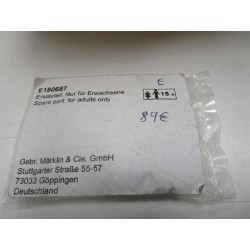 E180687
E
Ersatzteil. Nur für Erwachsene
Spare part. for adults only
15+
89€
Gebr. Märklin & Cie. GmbH
Stuttgarter Straße 55-57
73033 Göppingen
Deutschland